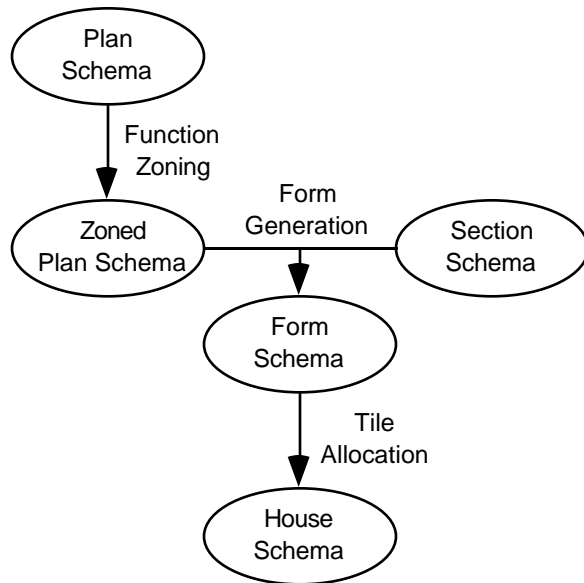 Plan
Schema
Function
Zoning
Form
Generation
Zoned
Plan Schema
Section
Schema
Form
Schema
Tile
Allocation
House
Schema